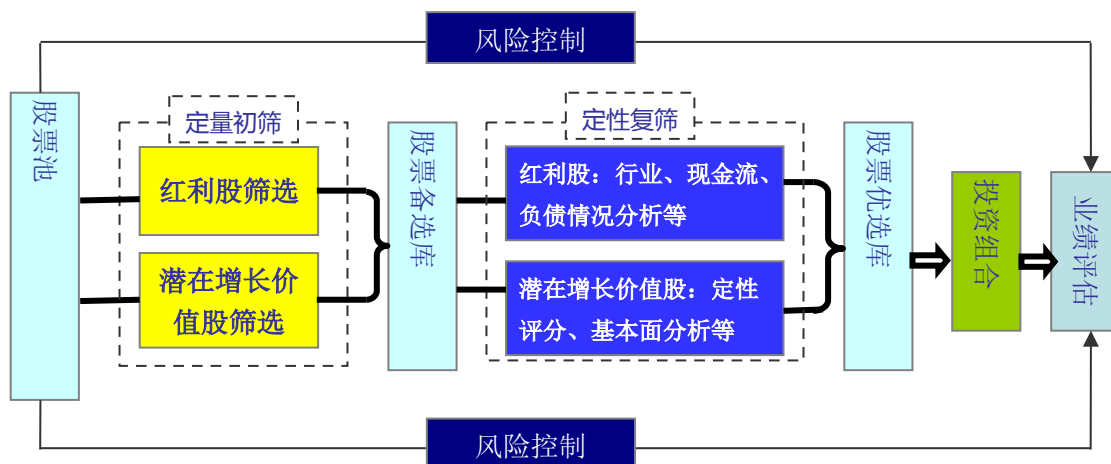 风险控制
股票池
定量初筛
红利股筛选
潜在增长价
值股筛选
股票备选库
定性复筛
红利股：行业、现金流、
负债情况分析等
潜在增长价值股：定性
评分、基本面分析等
股票优选库
投资组合
业绩评估
风险控制